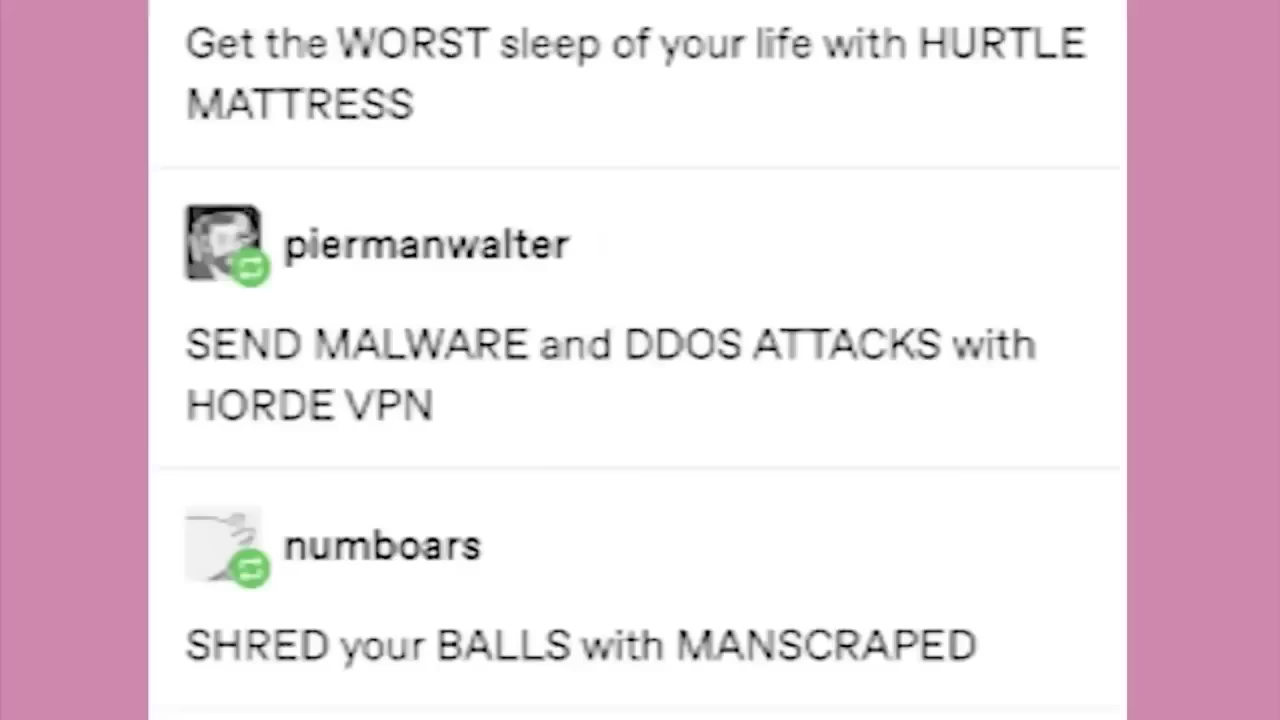 Get the WORST sleep of your life with HURTLE
MATTRESS
piermanwalter
SEND MALWARE and DDOS ATTACKS with
HORDE VPN
numboars
SHRED your BALLS with MANSCRAPED